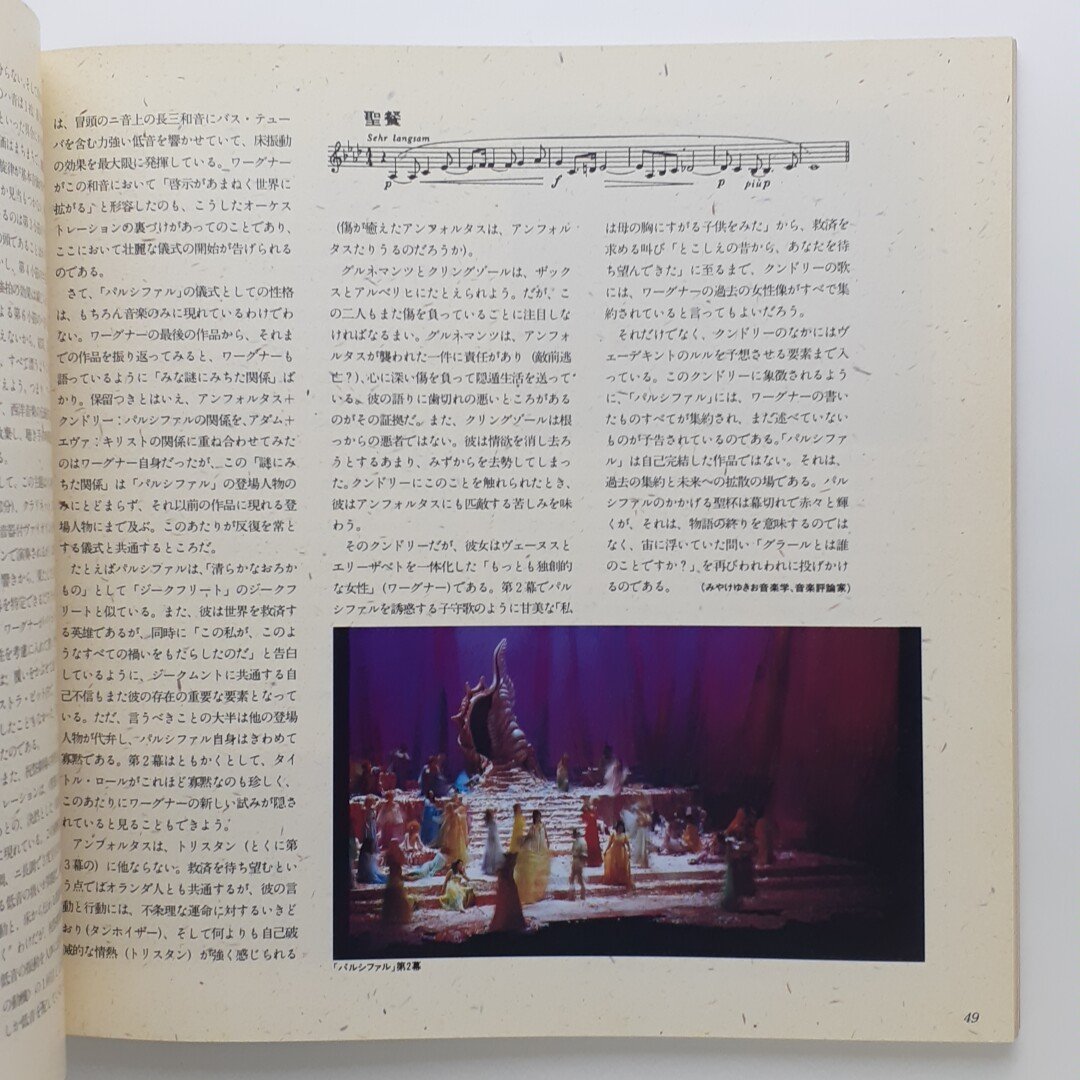 は、冒頭のニ音上の長三和音にバス・テュー
バを含む力強い低音を響かせていて、床振動
の効果を最大限に発揮している。ワーグナー
がこの和音において「啓示があまねく世界に
拡がる」と形容したのも、こうしたオーケス
トレーションの裏づけがあってのことであり、
ここにおいて壮麗な儀式の開始が告げられる
のである。
さて、「パルシファル」の儀式としての性格
は、もちろん音楽のみに現れているわけでわ
ない。ワーグナーの最後の作品から、それま
での作品を振り返ってみると、ワーグナーも
語っているように「みな謎にみちた関係」ば
かり。保留つきとはいえ、アンフォルタス＋
クンドリー：パルシファルの関係を、アダム＋
エヴァ：キリストの関係に重ね合わせてみた
のはワーグナー自身だったが、この「謎にみ
ちた関係」は「パルシファル」の登場人物の
みにとどまらず、それ以前の作品に現れる登
場人物にまで及ぶ。このあたりが反復を常と
する儀式と共通するところだ。
たとえばパルシファルは、「清らかなおろか
もの」として「ジークフリート」のジークフ
リートと似ている。また、彼は世界を救済す
る英雄であるが、同時に「この私が、このよ
うなすべての禍いをもたらしたのだ」と告白
しているように、ジークムントに共通する自
己不信もまた彼の存在の重要な要素となって
いる。ただ、言うべきことの大半は他の登場
人物が代弁し、パルシファル自身はきわめて
寡黙である。第2幕はともかくとして、タイ
トル・ロールがこれほど寡黙なのも珍しく、
このあたりにワーグナーの新しい試みが隠さ
れていると見ることもできよう。
アンフォルタスは、トリスタン（とくに第
3幕の）に他ならない。救済を待ち望むとい
う点でばオランダ人とも共通するが、彼の言
動と行動には、不条理な運命に対するいきど
おり（タンホイザー）、そして何よりも自己破
滅的な情熱（トリスタン）が強く感じられる
聖餐
Sehr langsam
p f p più p
（傷が癒えたアンフォルタスは、アンフォル
タスたりうるのだろうか）。
グルネマンツとクリングゾールは、ザック
スとアルベリヒにたとえられよう。だが、こ
の二人もまた傷を負っていることに注目しな
ければなるまい。グルネマンツは、アンフォ
ルタスが襲われた一件に責任があり（敵前逃
亡？）、心に深い傷を負って隠遁生活を送って
いる。彼の語りに歯切れの悪いところがある
のがその証拠だ。また、クリングゾールは根
っからの悪者ではない。彼は情欲を消し去ろ
うとするあまり、みずからを去勢してしまっ
た。クンドリーにこのことを触れられたとき、
彼はアンフォルタスにも匹敵する苦しみを味
わう。
そのクンドリーだが、彼女はヴェーヌスと
エリーザベトを一体化した「もっとも独創的
な女性」（ワーグナー）である。第2幕でパル
シファルを誘惑する子守歌のように甘美な「私
は母の胸にすがる子供をみた」から、救済を
求める叫び「とこしえの昔から、あなたを待
ち望んできた」に至るまで、クンドリーの歌
には、ワーグナーの過去の女性像がすべて集
約されていると言ってもよいだろう。
それだけでなく、クンドリーのなかにはヴ
ェーデキントのルルを予想させる要素まで入
っている。このクンドリーに象徴されるよう
に、「パルシファル」には、ワーグナーの書い
たものすべてが集約され、まだ述べていない
ものが予告されているのである。「パルシファ
ル」は自己完結した作品ではない。それは、
過去の集約と未来への拡散の場である。パル
シファルのかかげる聖杯は幕切れで赤々と輝
くが、それは、物語の終りを意味するのでは
なく、宙に浮いていた問い「グラールとは誰
のことですか？」、を再びわれわれに投げかけ
るのである。 （みやけゆきお音楽学、音楽評論家）
「パルシファル」第2幕
49